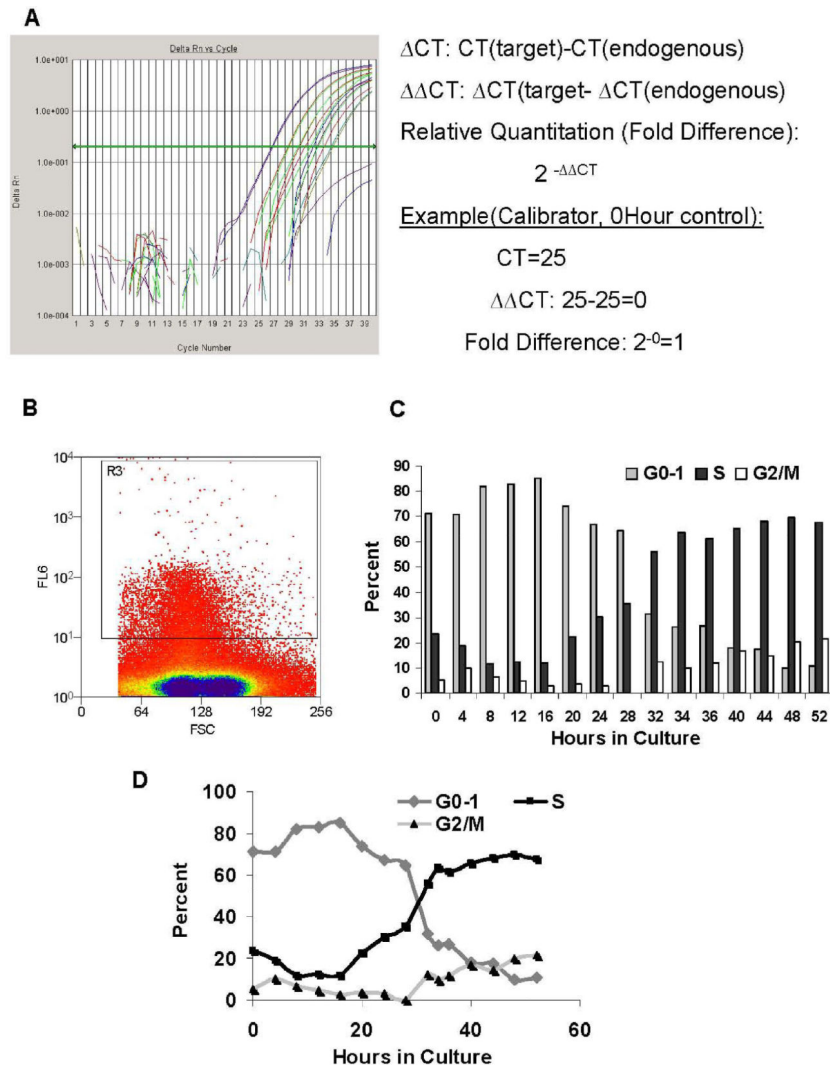 A
Delta Rn vs Cycle
1.0e+001
1.0e+000
1.0e-001
1.0e-002
1.0e-003
1.0e-004
Delta Rn
1 3 5 7 9 11 13 15 17 19 21 23 25 27 29 31 33 35 37 39
Cycle Number
ΔCT: CT(target)-CT(endogenous)
ΔΔCT: ΔCT(target- ΔCT(endogenous)
Relative Quantitation (Fold Difference):
2 -ΔΔCT
Example(Calibrator, 0Hour control):
CT=25
ΔΔCT: 25-25=0
Fold Difference: 2-0=1
B
R3
10⁴
10³
10²
10¹
10⁰
FL6
0 64 128 192 256
FSC
C
G0-1 S G2/M
90
80
70
60
50
40
30
20
10
0
Percent
0 4 8 12 16 20 24 28 32 34 36 40 44 48 52
Hours in Culture
D
G0-1 S
G2/M
100
80
60
40
20
0
Percent
0 20 40 60
Hours in Culture